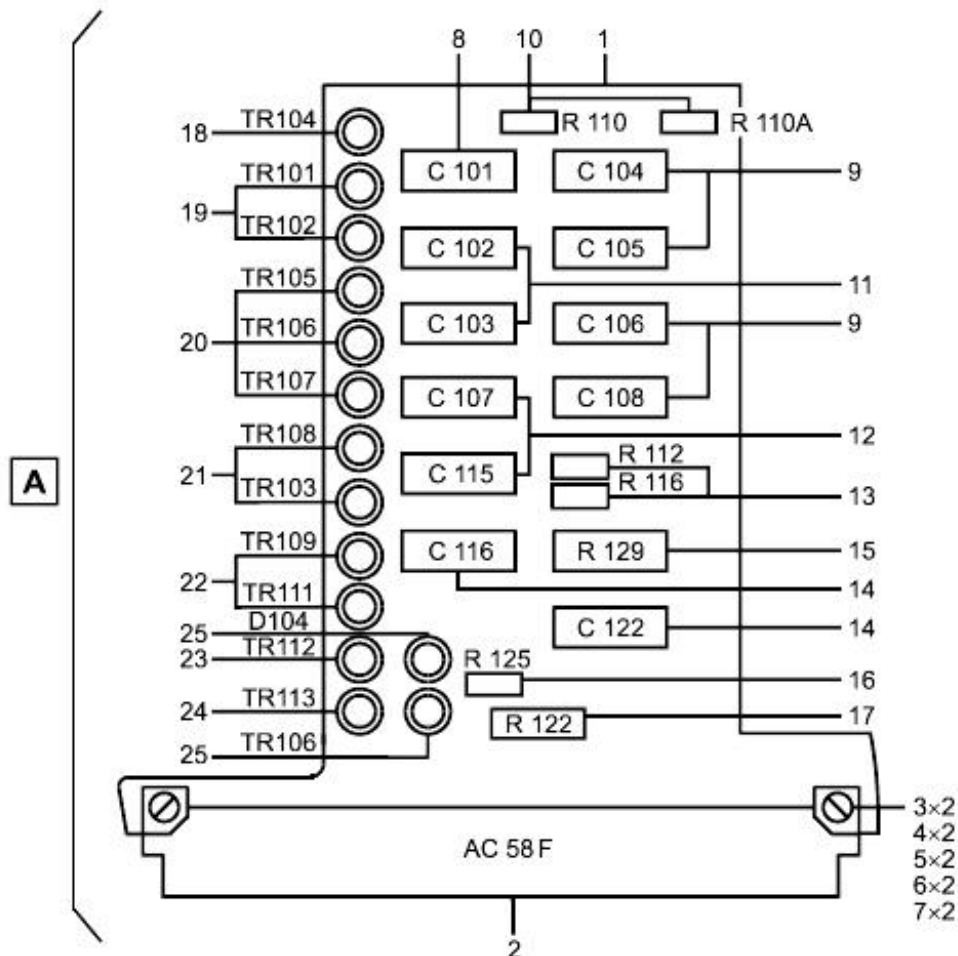 8 10 1
TR104 R 110 R 110A
18
TR101 C 101 C 104 9
19
TR102 C 102 C 105
TR105 11
TR106 C 103 C 106 9
20
TR107 C 107 C 108
TR108 12
R 112
21 C 115
TR103 R 116 13
A
TR109 C 116 R 129 15
22 14
TR111
D104 C 122 14
25
TR112 R 125
23
16
TR113
24 R 122 17
TR106
25
3×2
4×2
AC 58 F
5×2
6×2
7×2
2